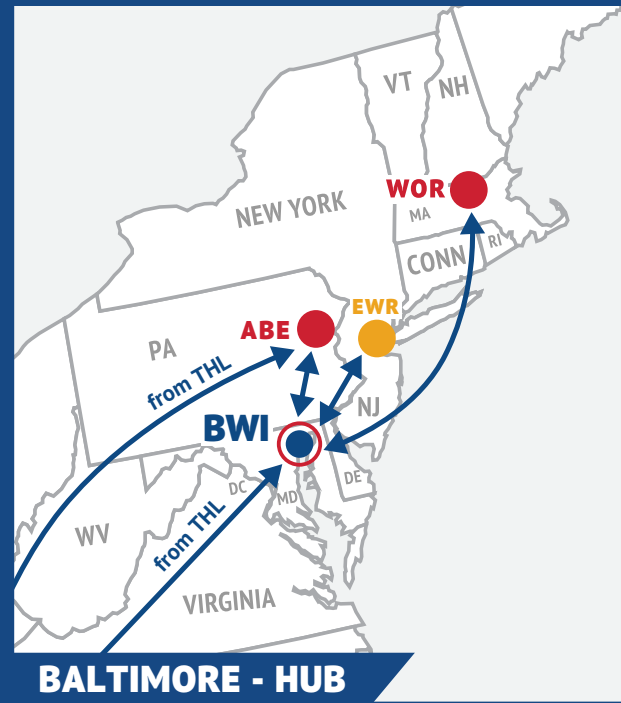 VT
NH
WOR
MA
NEW YORK
CONN
RI
EWR
ABE
PA
from THL
NJ
BWI
DE
DC
MD
from THL
WV
VIRGINIA
BALTIMORE - HUB